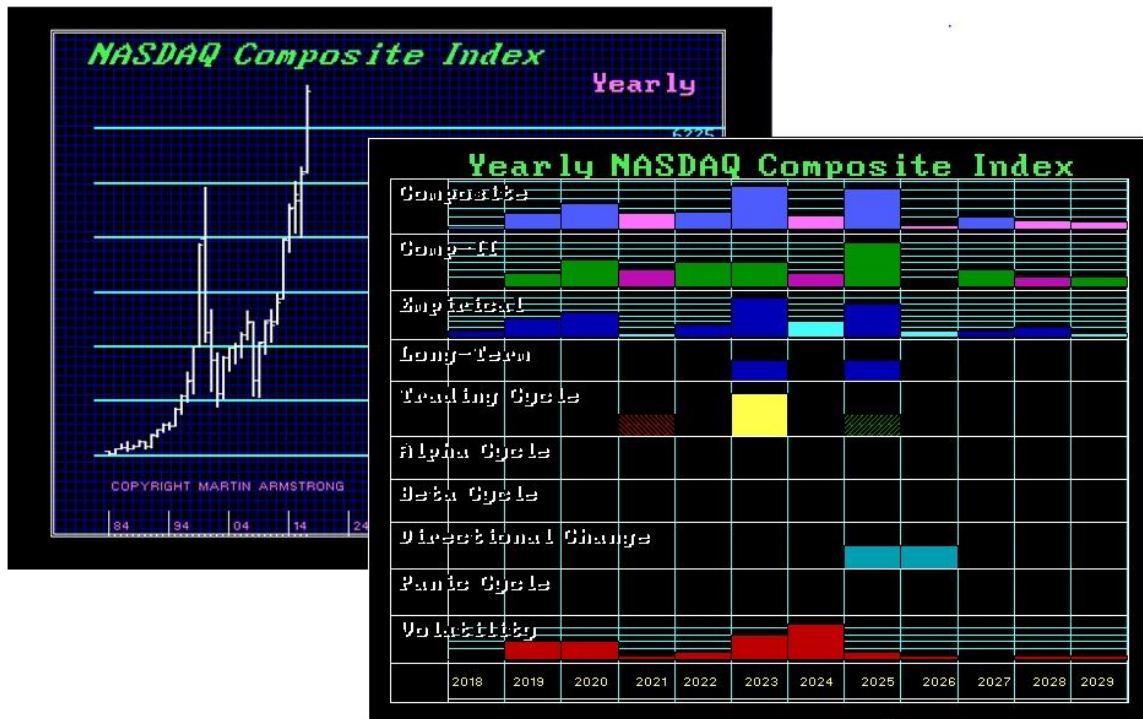 NASDAQ Composite Index
Yearly
6225
COPYRIGHT MARTIN ARMSTRONG
84 94 04 14 24
Yearly NASDAQ Composite Index
Composite
Comp-II
Empirical
Long-Term
Trading Cycle
Alpha Cycle
Beta Cycle
Directional Change
Panic Cycle
Volatility
2018 2019 2020 2021 2022 2023 2024 2025 2026 2027 2028 2029